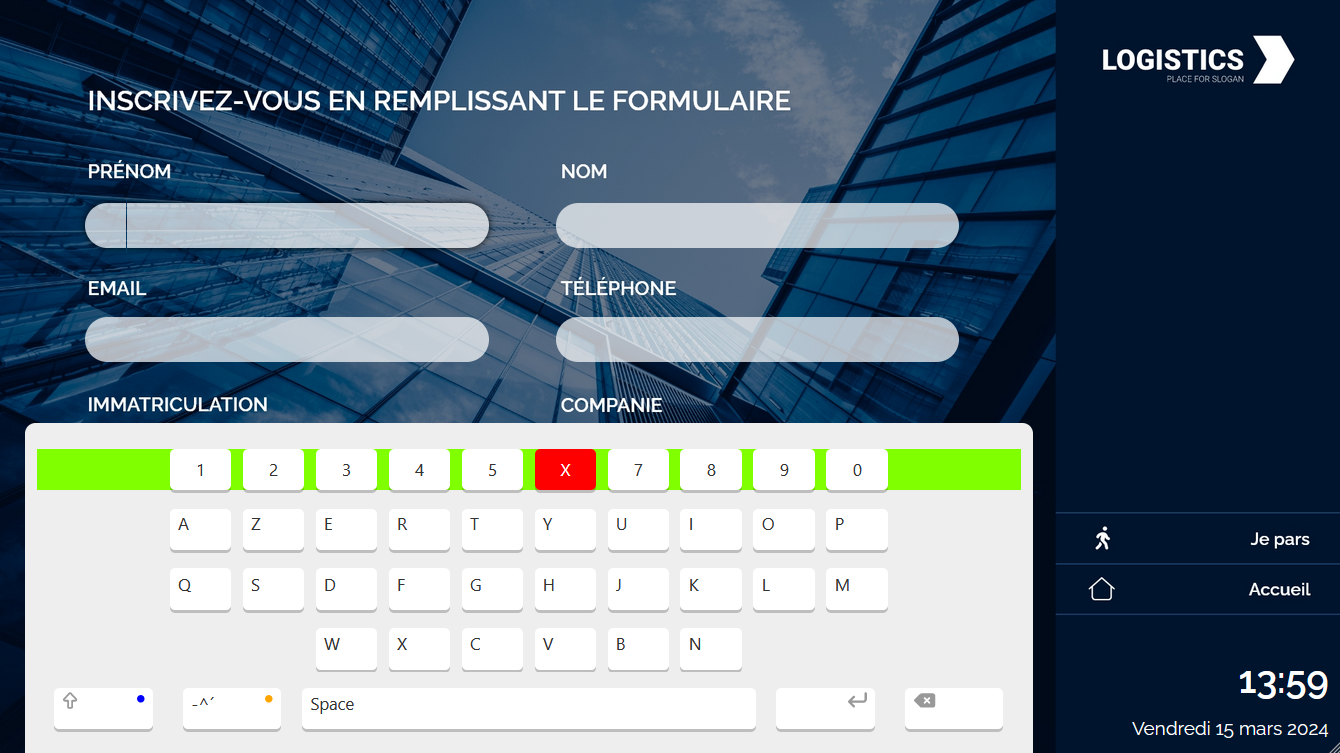 LOGISTICS
PLACE FOR SLOGAN
INSCRIVEZ-VOUS EN REMPLISSANT LE FORMULAIRE
PRÉNOM NOM
EMAIL TÉLÉPHONE
IMMATRICULATION COMPANIE
1 2 3 4 5 X 7 8 9 0
A Z E R T Y U I O P
Q S D F G H J K L M
W X C V B N
-^´ Space
Je pars
Accueil
13:59
Vendredi 15 mars 2024